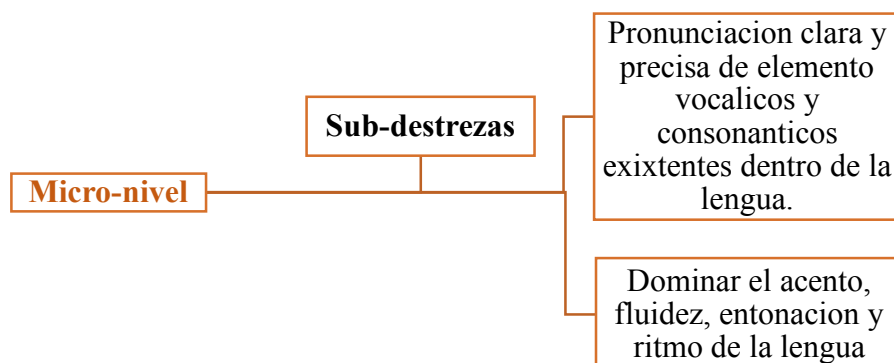 Micro-nivel
Sub-destrezas
Pronunciacion clara y
precisa de elemento
vocalicos y
consonanticos
exixtentes dentro de la
lengua.
Dominar el acento,
fluidez, entonacion y
ritmo de la lengua